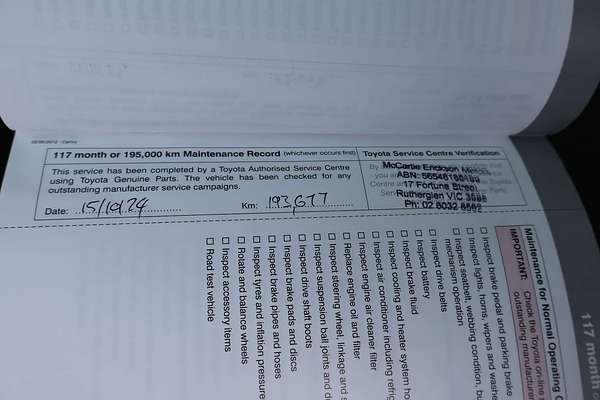 117 month or 195,000 km Maintenance Record (whichever occurs first)
Toyota Service Centre Verification
This service has been completed by a Toyota Authorised Service Centre
using Toyota Genuine Parts. The vehicle has been checked for any
outstanding manufacturer service campaigns.
Date: 15/10/24 Km: 193,677
McCartie Erickson
ABN:
17 Fortune Street
Rutherglen VIC
Ph: 02 6032
Maintenance for Normal Operating
IMPORTANT: Check the Toyota on-line
outstanding manufacturer
Inspect brake pedal and parking brake
Inspect lights, horns, wipers and
Inspect seatbelt, webbing condition,
mechanism operation
Inspect drive belts
Inspect battery
Inspect brake fluid
Inspect cooling and heater system
Inspect air conditioner including
Inspect engine air cleaner filter
Replace engine oil and filter
Inspect steering wheel, linkage and
Inspect suspension ball joints and
Inspect drive shaft boots
Inspect brake pads and discs
Inspect brake pipes and hoses
Inspect tyres and inflation pressure
Rotate and balance wheels
Inspect accessory items
Road test vehicle
117 month